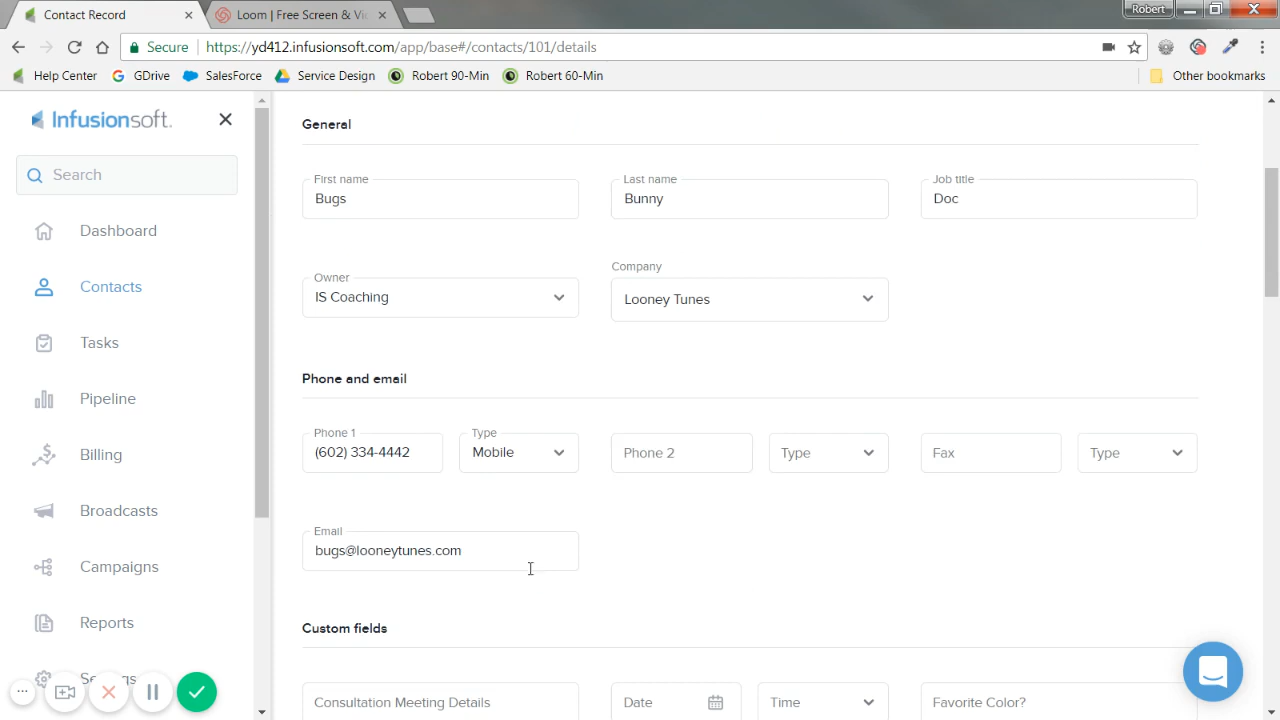 Contact Record
Loom | Free Screen & Vi
Robert
Secure
https://yd412.infusionsoft.com/app/base#/contacts/101/details
Help Center
GDrive
SalesForce
Service Design
Robert 90-Min
Robert 60-Min
Other bookmarks
Infusionsoft.
Search
Dashboard
Contacts
Tasks
Pipeline
Billing
Broadcasts
Campaigns
Reports
Settings
General
First name
Bugs
Last name
Bunny
Job title
Doc
Owner
IS Coaching
Company
Looney Tunes
Phone and email
Phone 1
(602) 334-4442
Type
Mobile
Phone 2
Type
Fax
Type
Email
bugs@looneytunes.com
Custom fields
Consultation Meeting Details
Date
Time
Favorite Color?